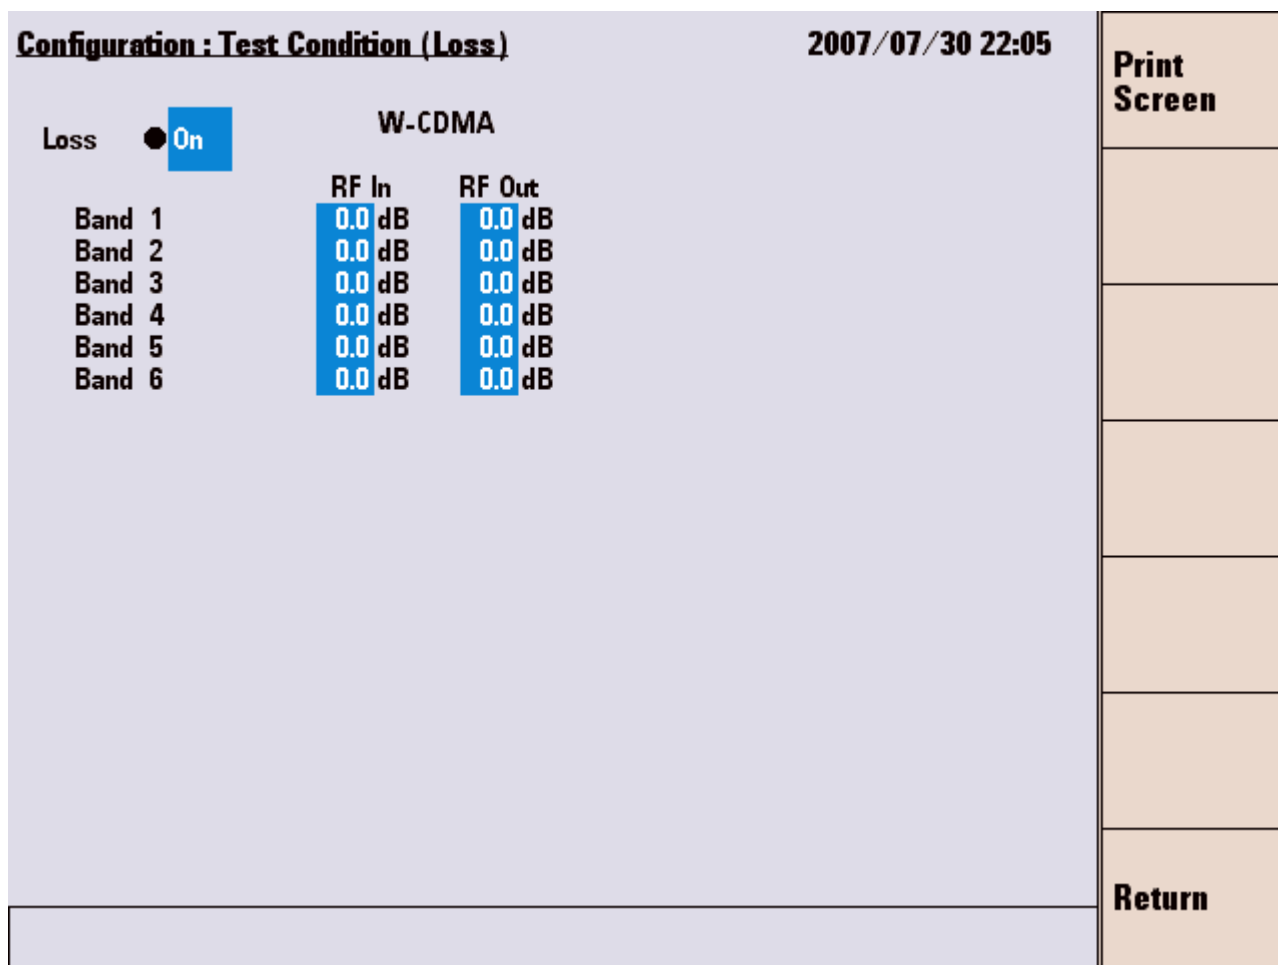 Configuration : Test Condition (Loss)
2007/07/30 22:05
Print
Screen
Loss ●On
W-CDMA
RF In RF Out
Band 1 0.0 dB 0.0 dB
Band 2 0.0 dB 0.0 dB
Band 3 0.0 dB 0.0 dB
Band 4 0.0 dB 0.0 dB
Band 5 0.0 dB 0.0 dB
Band 6 0.0 dB 0.0 dB
Return